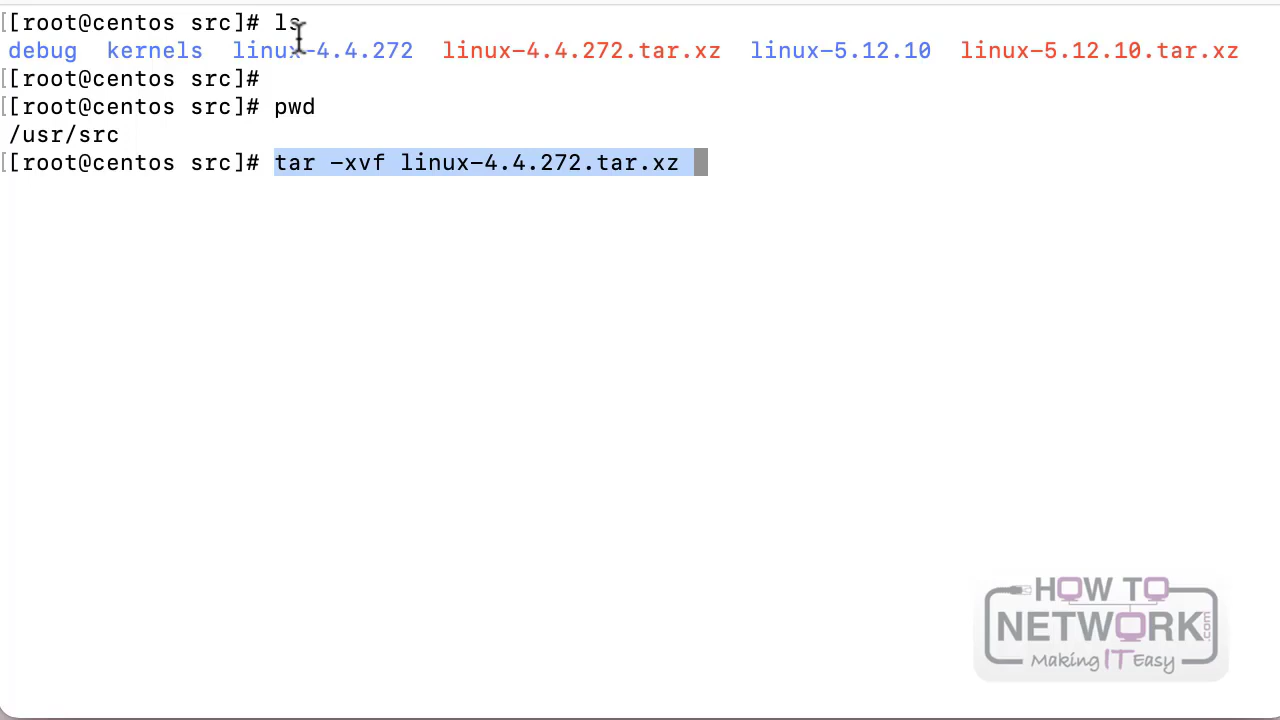 [[root@centos src]# ls
debug kernels linux-4.4.272 linux-4.4.272.tar.xz linux-5.12.10 linux-5.12.10.tar.xz
[[root@centos src]#
[[root@centos src]# pwd
/usr/src
[[root@centos src]# tar -xvf linux-4.4.272.tar.xz
HOW TO
NETWORK.com
Making IT Easy